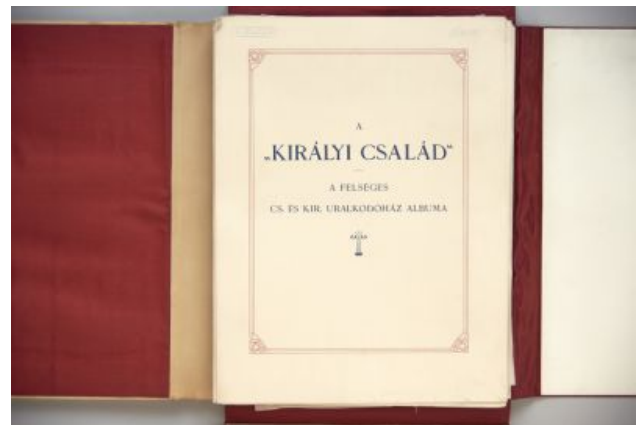 A
„KIRÁLYI CSALÁD“
A FELSÉGES
CS. ÉS KIR. URALKODÓHÁZ ALBUMA